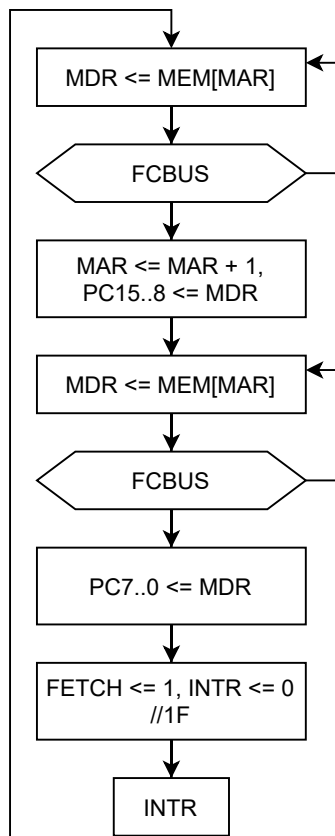 MDR <= MEM[MAR]
FCBUS
MAR <= MAR + 1,
PC15..8 <= MDR
MDR <= MEM[MAR]
FCBUS
PC7..0 <= MDR
FETCH <= 1, INTR <= 0
//1F
INTR